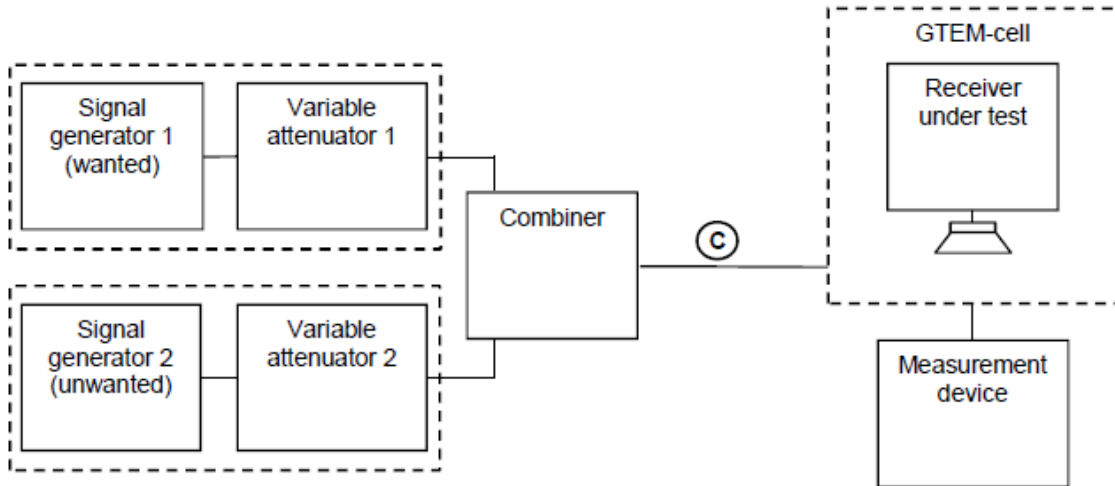 GTEM-cell
Signal
generator 1
(wanted)
Variable
attenuator 1
Receiver
under test
Combiner
C
Signal
generator 2
(unwanted)
Variable
attenuator 2
Measurement
device